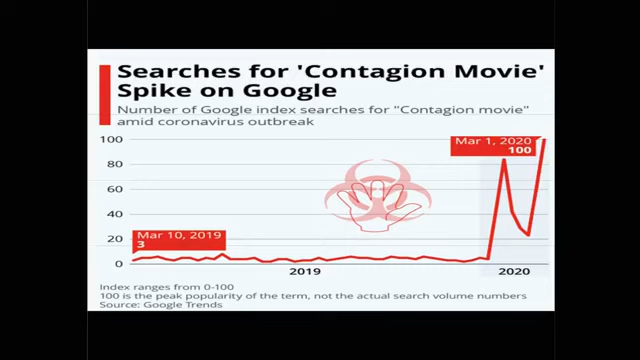 Searches for 'Contagion Movie'
Spike on Google
Number of Google index searches for "Contagion movie"
amid coronavirus outbreak
100
Mar 1, 2020
100
80
60
40
Mar 10, 2019
3
20
0
2019
2020
Index ranges from 0-100
100 is the peak popularity of the term, not the actual search volume numbers
Source: Google Trends